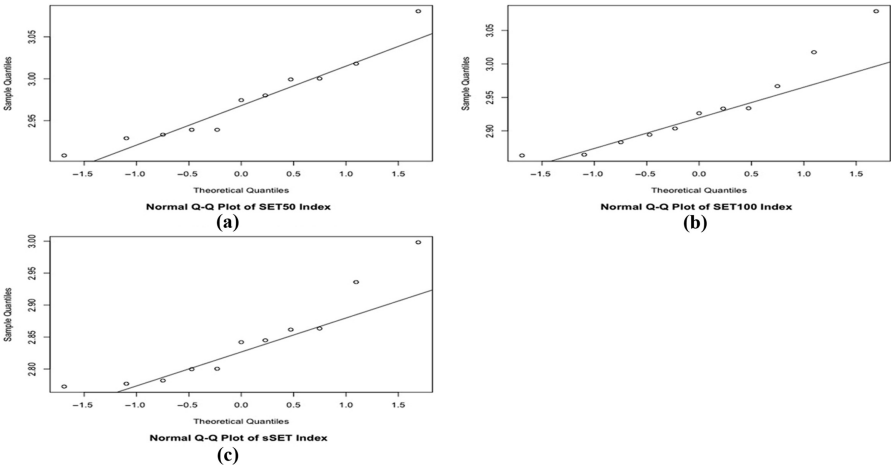 Sample Quantiles
3.05
3.00
2.95
−1.5 −1.0 −0.5 0.0 0.5 1.0 1.5
Theoretical Quantiles
Normal Q-Q Plot of SET50 Index
(a)
Sample Quantiles
3.05
3.00
2.95
2.90
−1.5 −1.0 −0.5 0.0 0.5 1.0 1.5
Theoretical Quantiles
Normal Q-Q Plot of SET100 Index
(b)
Sample Quantiles
3.00
2.95
2.90
2.85
2.80
−1.5 −1.0 −0.5 0.0 0.5 1.0 1.5
Theoretical Quantiles
Normal Q-Q Plot of sSET Index
(c)